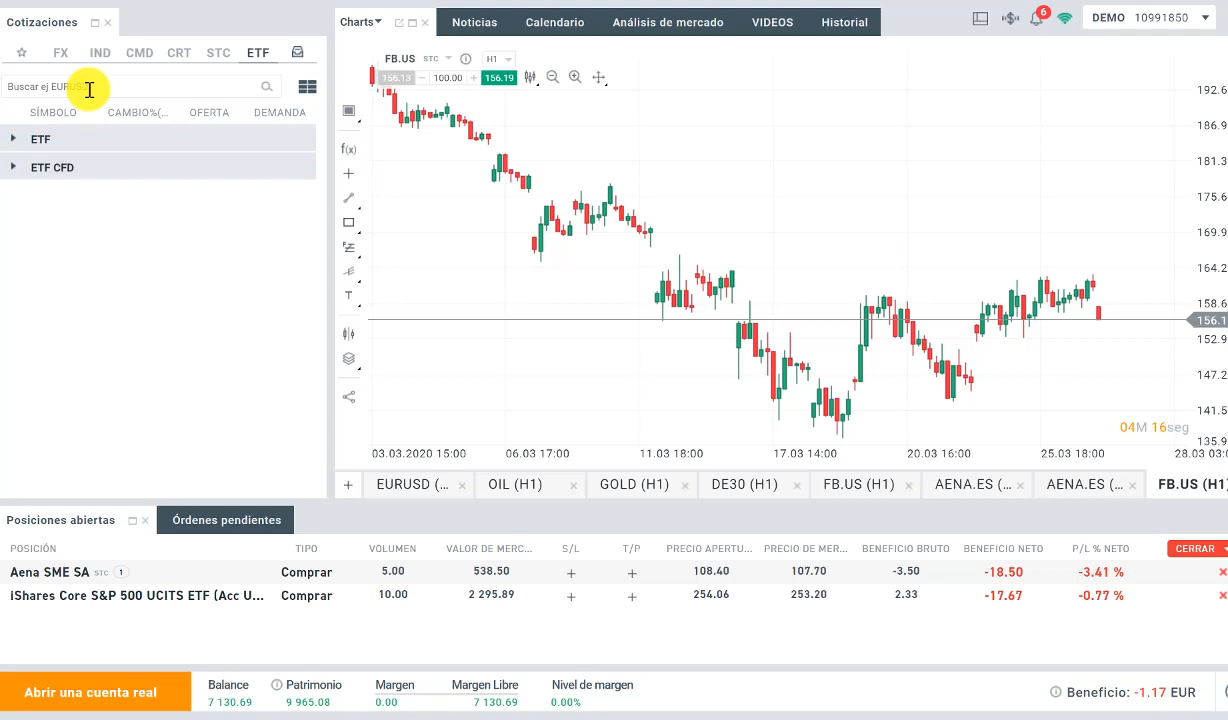 Cotizaciones
Charts
Noticias
Calendario
Análisis de mercado
VIDEOS
Historial
6
DEMO 10991850
FX
IND
CMD
CRT
STC
ETF
Buscar ej EURUS
SÍMBOLO
CAMBIO%(...
OFERTA
DEMANDA
ETF
ETF CFD
FB.US STC
H1
156.13
100.00
156.19
f(x)
T
192.6
186.9
181.3
175.6
169.9
164.2
158.6
156.1
152.9
147.2
141.5
135.9
04M 16seg
03.03.2020 15:00
06.03 17:00
11.03 18:00
17.03 14:00
20.03 16:00
25.03 18:00
28.03 03:0
EURUSD (...
OIL (H1)
GOLD (H1)
DE30 (H1)
FB.US (H1)
AENA.ES (...
AENA.ES (...
FB.US (H1)
Posiciones abiertas
Órdenes pendientes
POSICIÓN
TIPO
VOLUMEN
VALOR DE MERC...
S/L
T/P
PRECIO APERTU...
PRECIO DE MER...
BENEFICIO BRUTO
BENEFICIO NETO
P/L % NETO
CERRAR
Aena SME SA STC 1 Comprar 5.00 538.50 + + 108.40 107.70 -3.50 -18.50 -3.41 %
iShares Core S&P 500 UCITS ETF (Acc U... Comprar 10.00 2 295.89 + + 254.06 253.20 2.33 -17.67 -0.77 %
Abrir una cuenta real
Balance
7 130.69
Patrimonio
9 965.08
Margen
0.00
Margen Libre
7 130.69
Nivel de margen
0.00%
Beneficio: -1.17 EUR